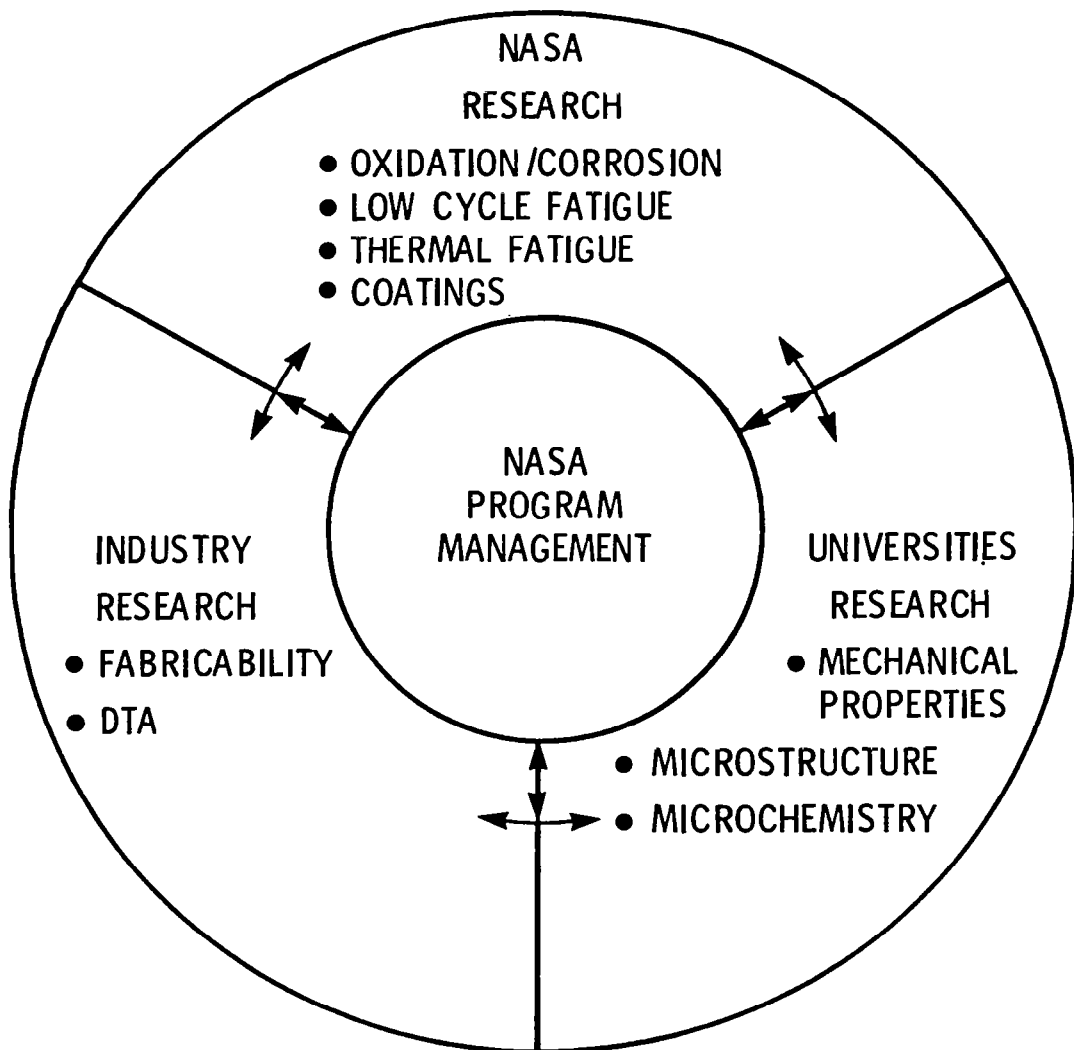 NASA
RESEARCH
● OXIDATION/CORROSION
● LOW CYCLE FATIGUE
● THERMAL FATIGUE
● COATINGS
NASA
PROGRAM
MANAGEMENT
INDUSTRY
RESEARCH
● FABRICABILITY
● DTA
UNIVERSITIES
RESEARCH
● MECHANICAL
PROPERTIES
● MICROSTRUCTURE
● MICROCHEMISTRY